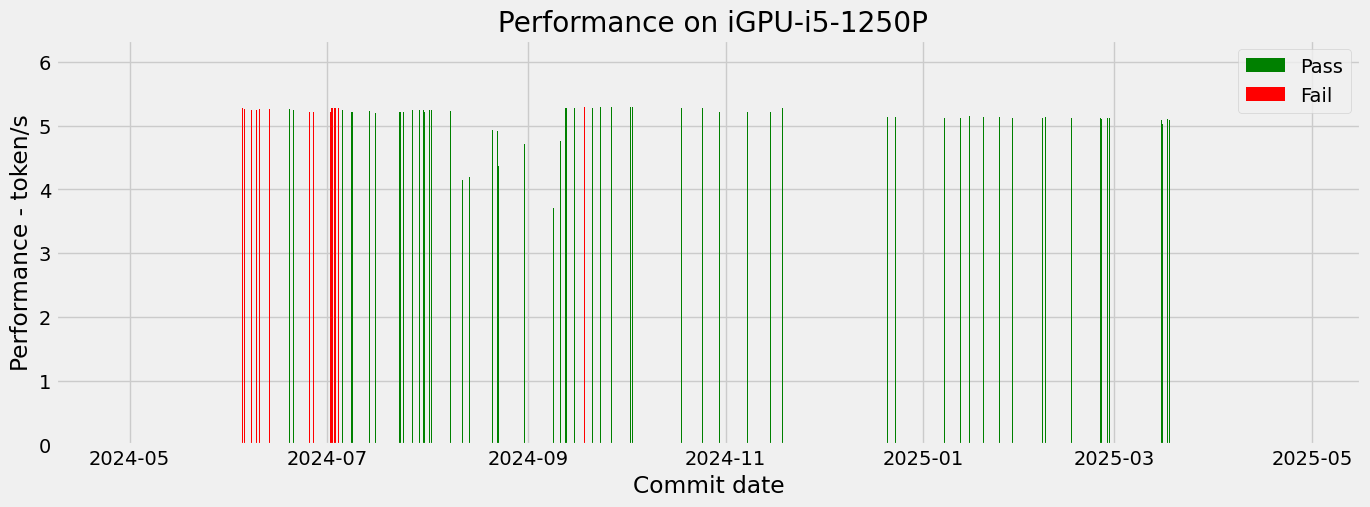 Performance on iGPU-i5-1250P
Performance - token/s
6
5
4
3
2
1
0
Pass
Fail
2024-05 2024-07 2024-09 2024-11 2025-01 2025-03 2025-05
Commit date